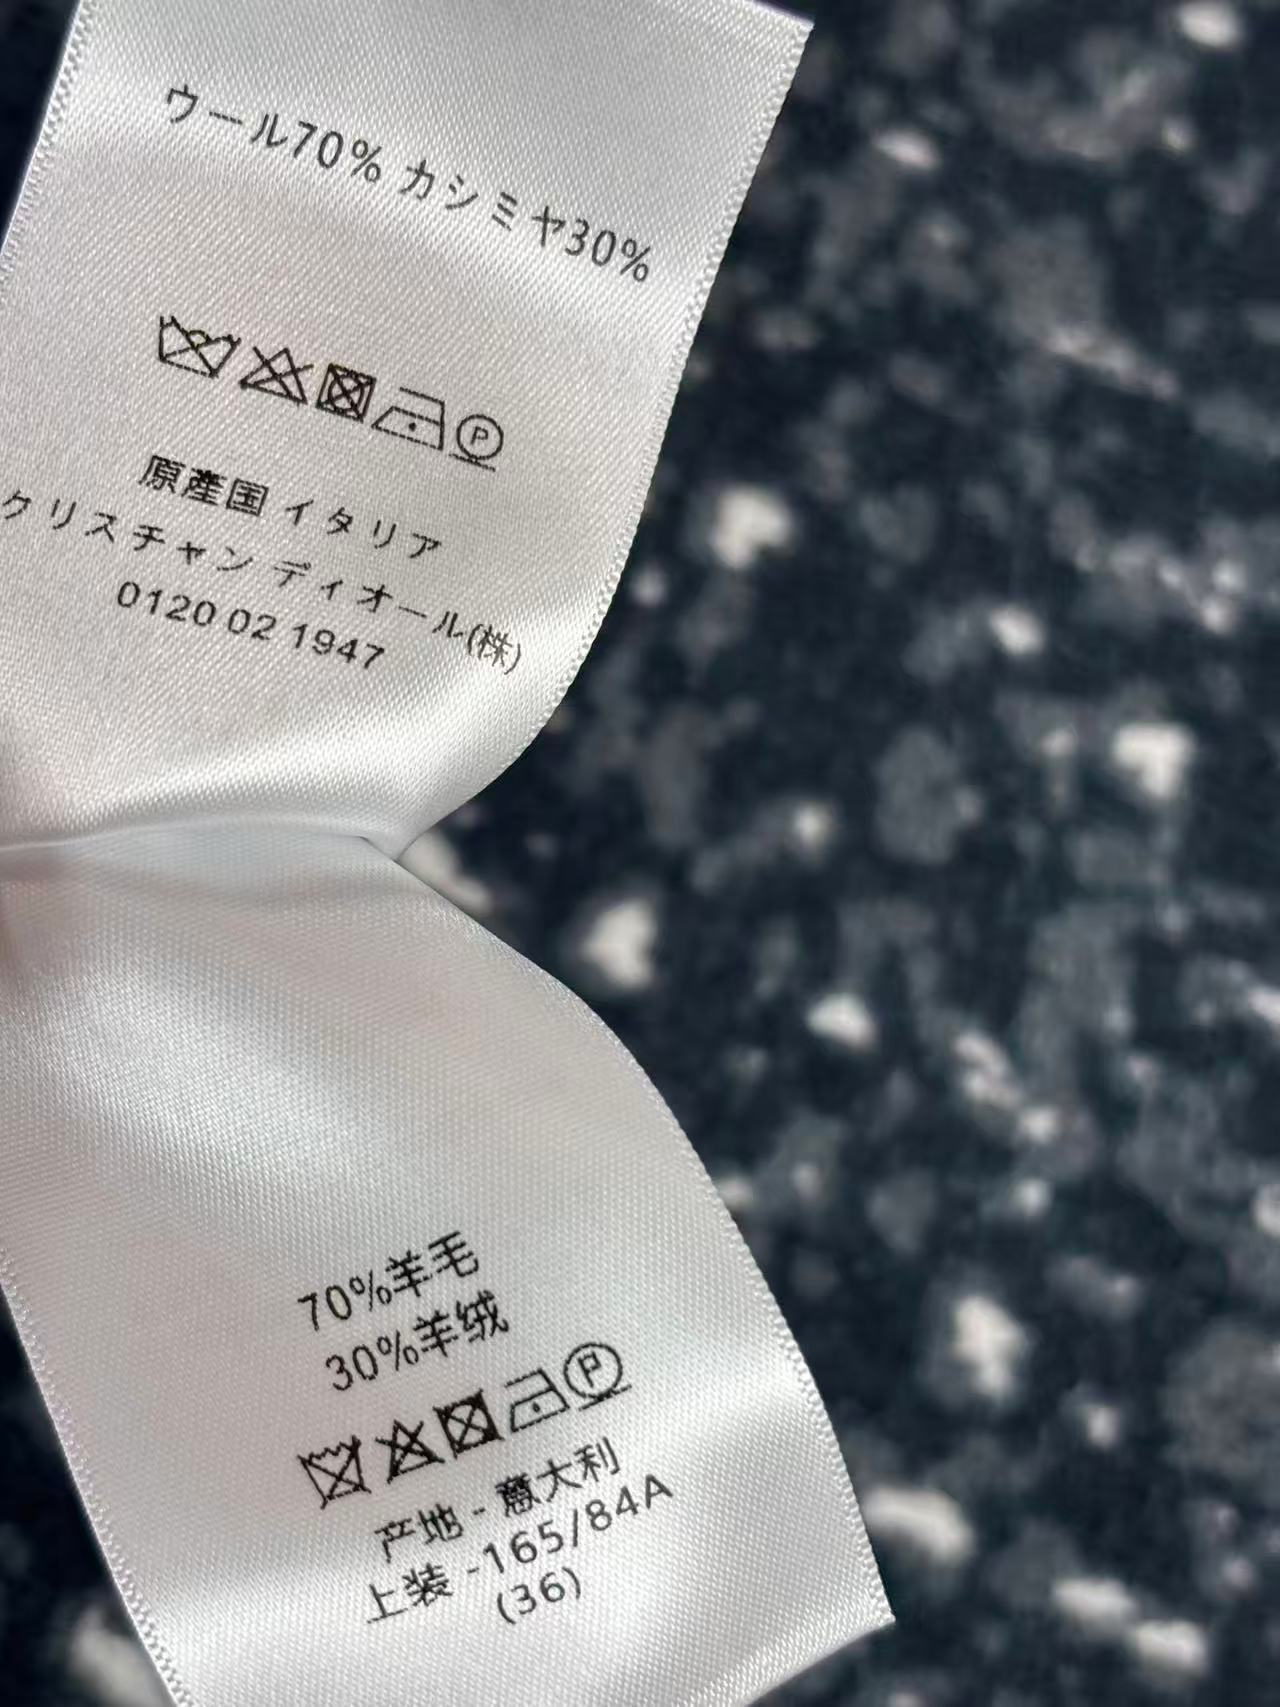 ウール70% カシミヤ30%
P
原産国 イタリア
クリスチャン ディオール(株)
0120 02 1947
70%羊毛
30%羊绒
P
产地 - 意大利
上装 -165/84A
(36)